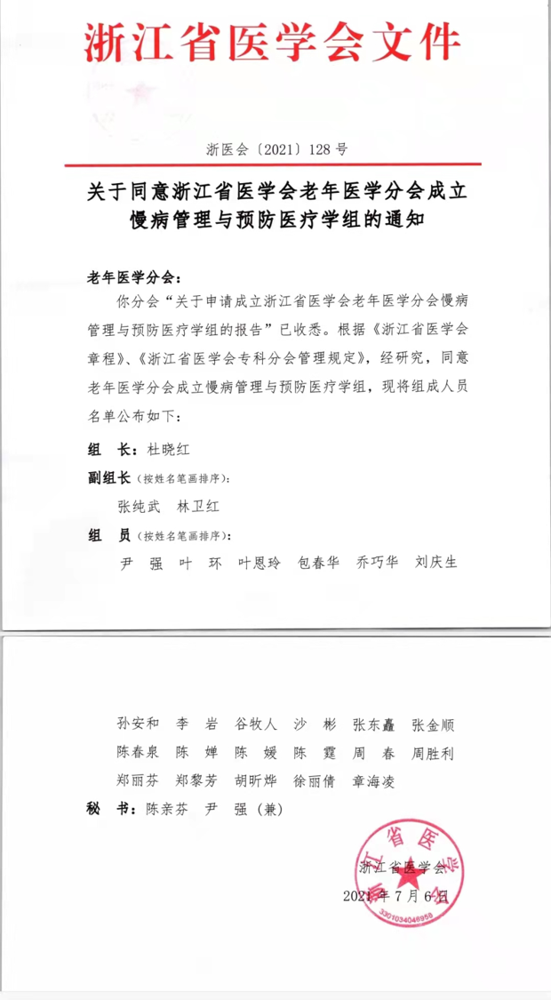 浙江省医学会文件
浙医会〔2021〕128 号
关于同意浙江省医学会老年医学分会成立
慢病管理与预防医疗学组的通知
老年医学分会：
你分会“关于申请成立浙江省医学会老年医学分会慢病
管理与预防医疗学组的报告”已收悉。根据《浙江省医学会
章程》、《浙江省医学会专科分会管理规定》，经研究，同意
老年医学分会成立慢病管理与预防医疗学组，现将组成人员
名单公布如下：
组　长：杜晓红
副组长（按姓名笔画排序）：
张纯武　林卫红
组　员（按姓名笔画排序）：
尹　强　叶　环　叶恩玲　包春华　乔巧华　刘庆生
孙安和　李　岩　谷牧人　沙　彬　张东矗　张金顺
陈春泉　陈　婵　陈　媛　陈　霆　周　春　周胜利
郑丽芬　郑黎芳　胡昕烨　徐丽倩　章海凌
秘　书：陈亲芬　尹　强（兼）
浙江省医学会
浙江省医学会
2021 年 7 月 6 日
3301034046958